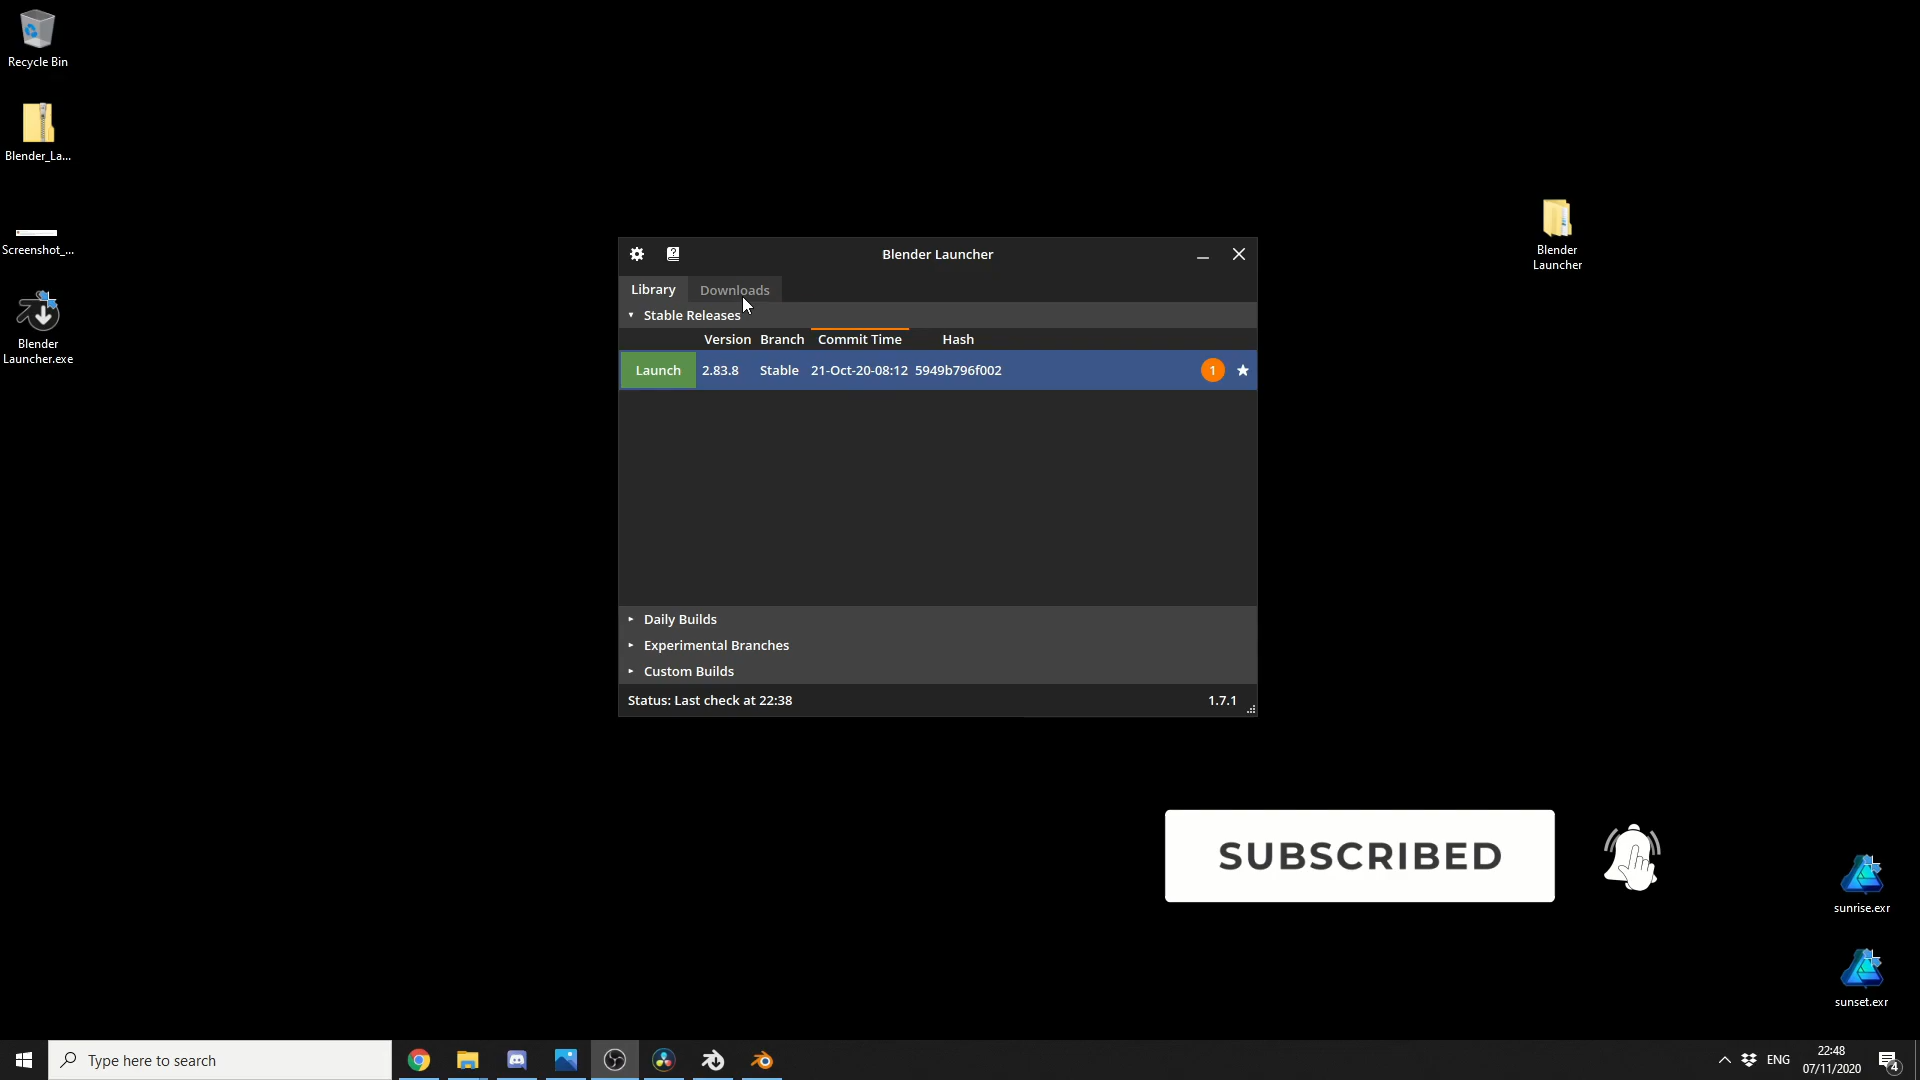 Recycle Bin
Blender_La...
Screenshot_...
Blender
Launcher.exe
Blender
Launcher
Blender Launcher
Library
Downloads
Stable Releases
Version Branch Commit Time Hash
Launch 2.83.8 Stable 21-Oct-20-08:12 5949b796f002 1
Daily Builds
Experimental Branches
Custom Builds
Status: Last check at 22:38
1.7.1
SUBSCRIBED
sunrise.exr
sunset.exr
Type here to search
ENG
22:48
07/11/2020
4